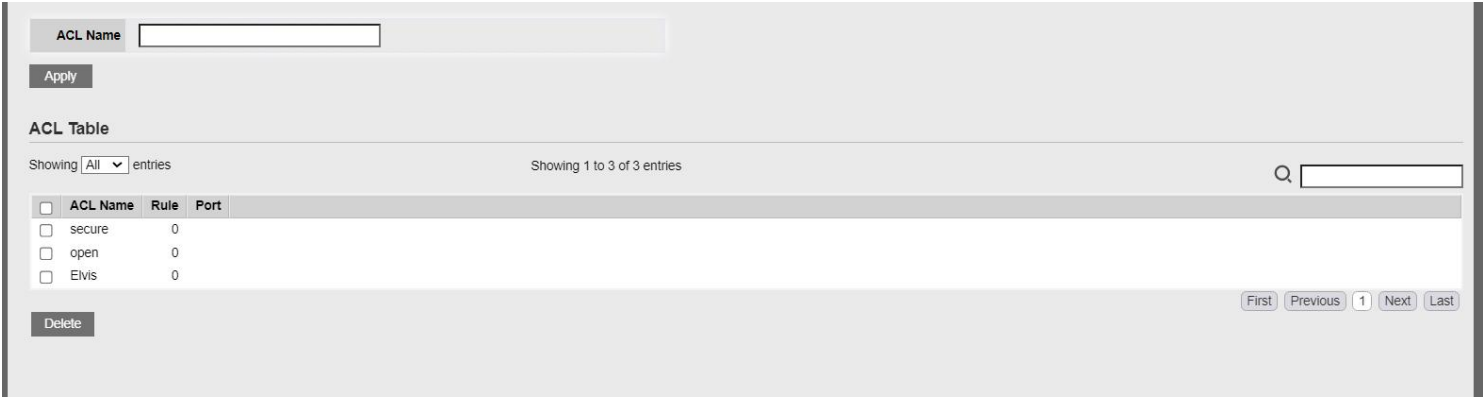 ACL Name
Apply
ACL Table
Showing All entries Showing 1 to 3 of 3 entries
ACL Name Rule Port
secure 0
open 0
Elvis 0
First Previous 1 Next Last
Delete